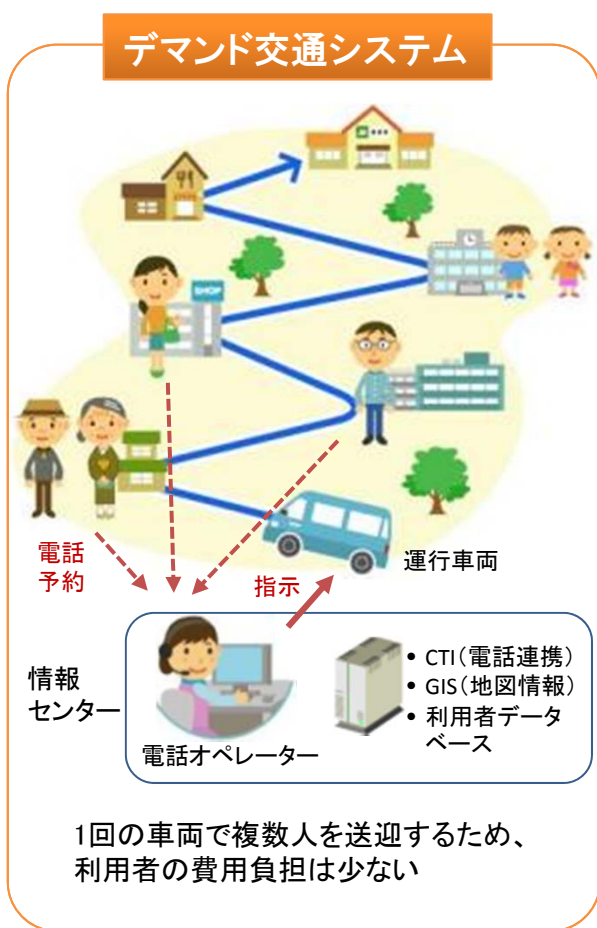 デマンド交通システム
SHOP
電話
予約
指示
運行車両
情報
センター
電話オペレーター
• CTI（電話連携）
• GIS（地図情報）
• 利用者データ
ベース
1回の車両で複数人を送迎するため、
利用者の費用負担は少ない